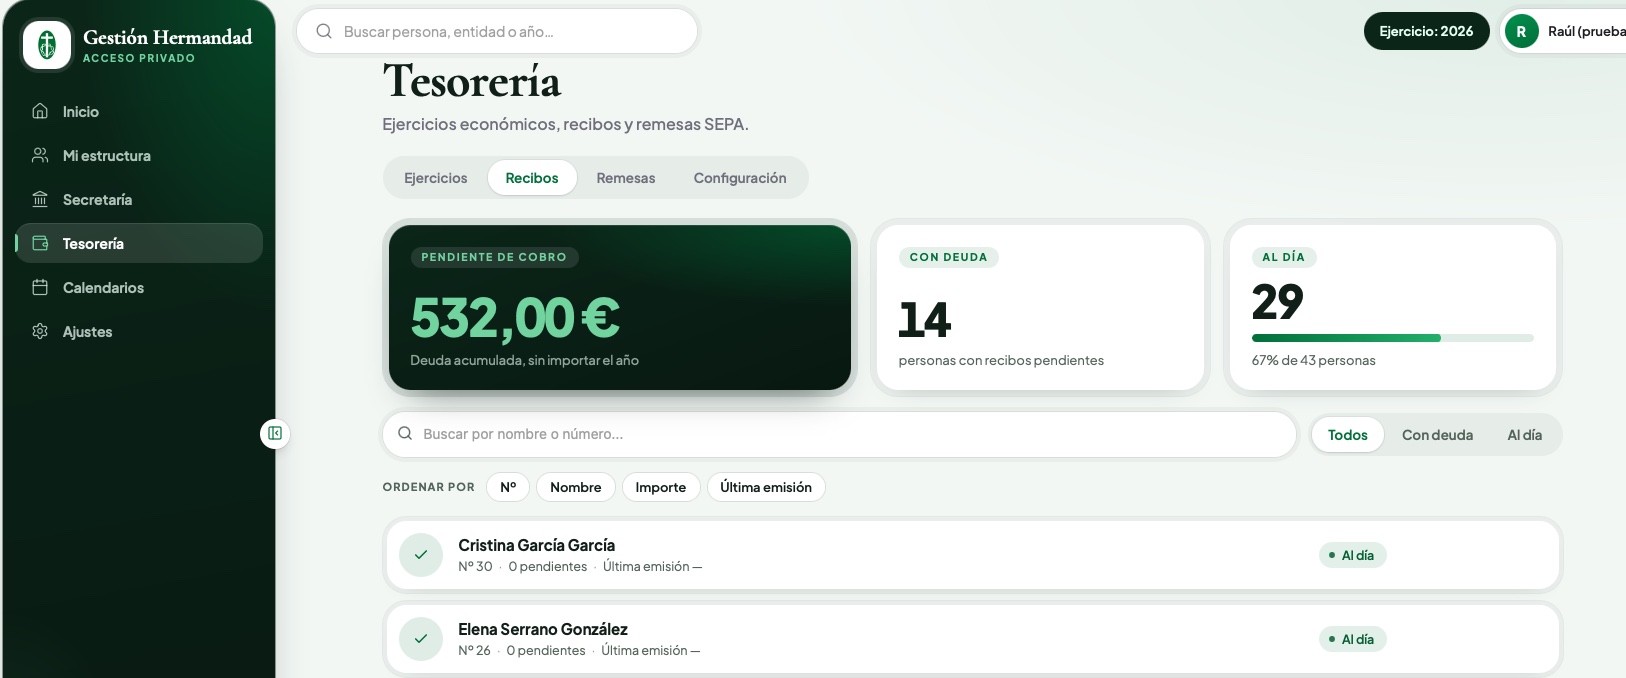 Gestión Hermandad
ACCESO PRIVADO
Inicio
Mi estructura
Secretaría
Tesorería
Calendarios
Ajustes
Buscar persona, entidad o año...
Ejercicio: 2026
R Raúl (prueba
Tesorería
Ejercicios económicos, recibos y remesas SEPA.
Ejercicios Recibos Remesas Configuración
PENDIENTE DE COBRO
532,00 €
Deuda acumulada, sin importar el año
CON DEUDA
14
personas con recibos pendientes
AL DÍA
29
67% de 43 personas
Buscar por nombre o número...
Todos Con deuda Al día
ORDENAR POR Nº Nombre Importe Última emisión
Cristina García García
Nº 30 · 0 pendientes · Última emisión —
Al día
Elena Serrano González
Nº 26 · 0 pendientes · Última emisión —
Al día